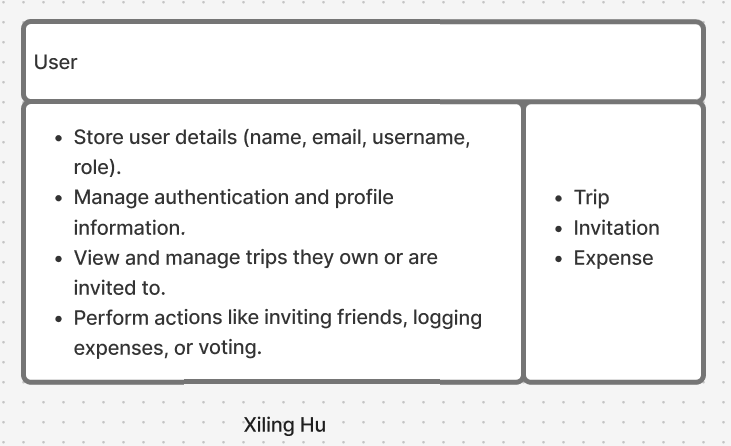 User
• Store user details (name, email, username,
role).
• Manage authentication and profile
information.
• View and manage trips they own or are
invited to.
• Perform actions like inviting friends, logging
expenses, or voting.
• Trip
• Invitation
• Expense
Xiling Hu